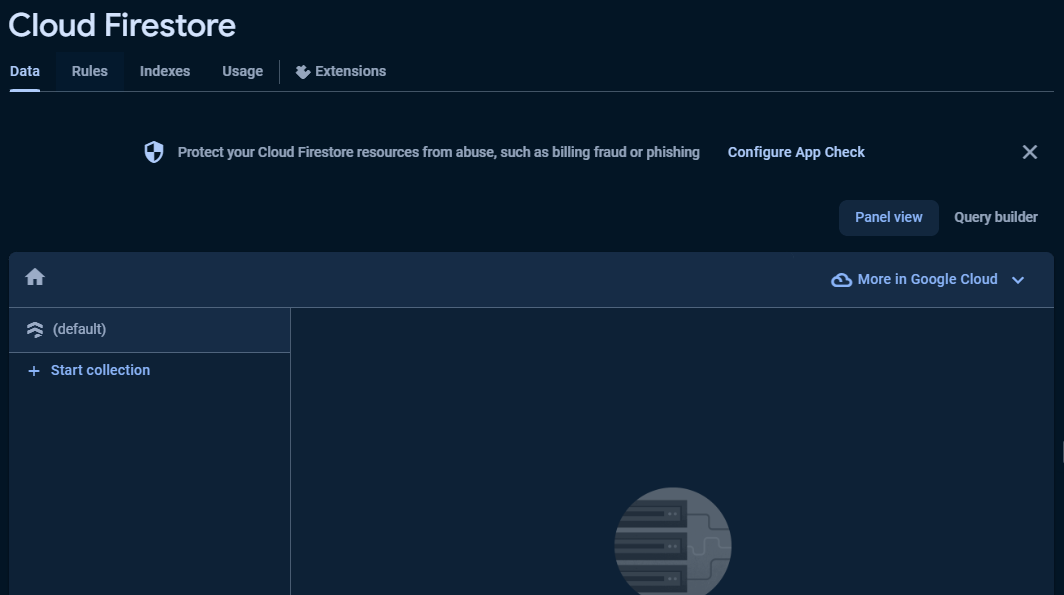 Cloud Firestore
Data Rules Indexes Usage Extensions
Protect your Cloud Firestore resources from abuse, such as billing fraud or phishing Configure App Check
Panel view Query builder
More in Google Cloud
(default)
+ Start collection